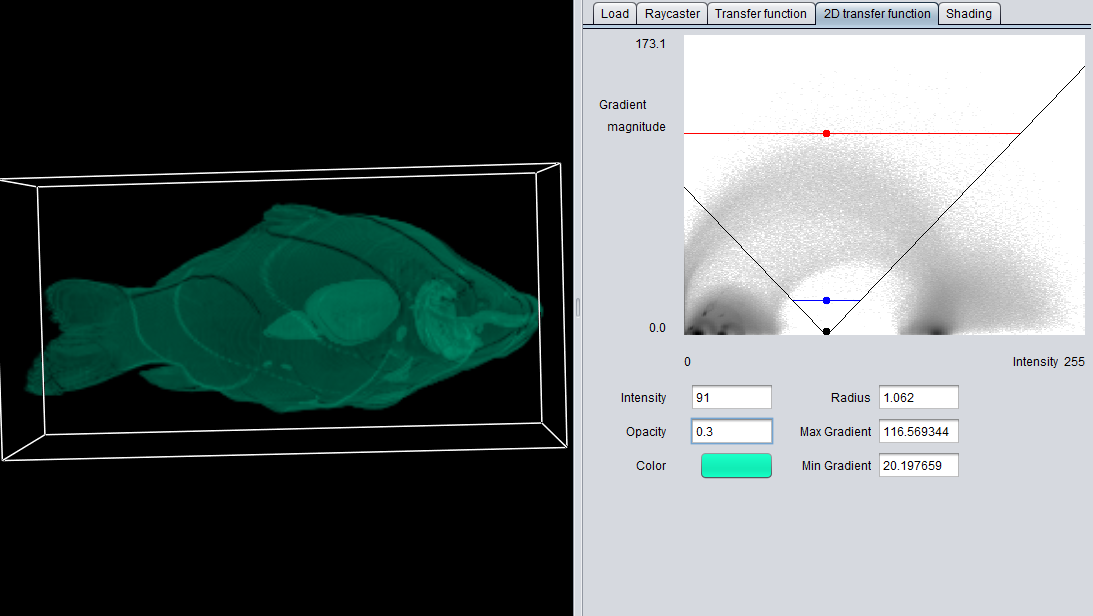 Load Raycaster Transfer function 2D transfer function Shading
173.1
Gradient
magnitude
0.0
0 Intensity 255
Intensity 91 Radius 1.062
Opacity 0.3 Max Gradient 116.569344
Color Min Gradient 20.197659